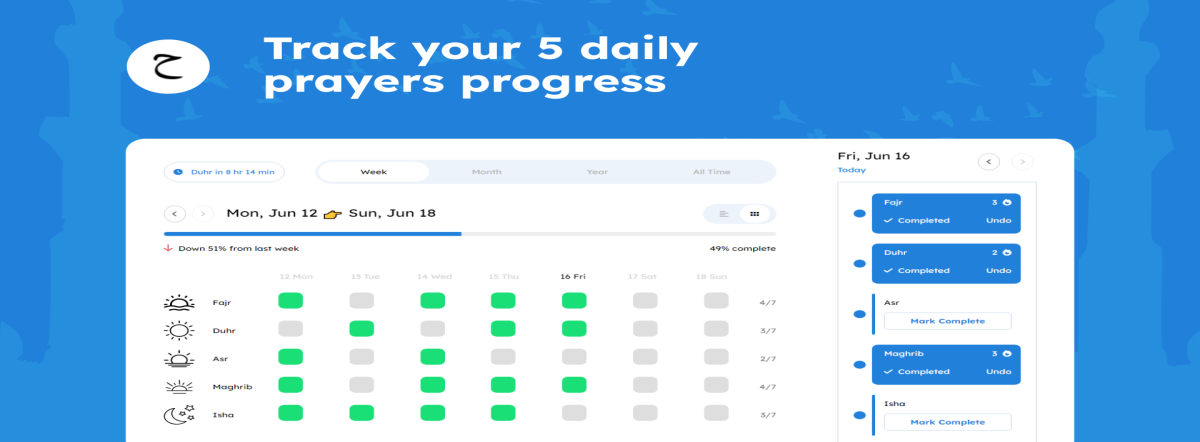 ح
Track your 5 daily
prayers progress
Duhr in 8 hr 14 min
Week Month Year All Time
Mon, Jun 12 👉 Sun, Jun 18
Down 51% from last week 49% complete
12 Mon 13 Tue 14 Wed 15 Thu 16 Fri 17 Sat 18 Sun
Fajr 4/7
Duhr 3/7
Asr 2/7
Maghrib 4/7
Isha 3/7
Fri, Jun 16
Today
Fajr 3
Completed Undo
Duhr 2
Completed Undo
Asr
Mark Complete
Maghrib 3
Completed Undo
Isha
Mark Complete